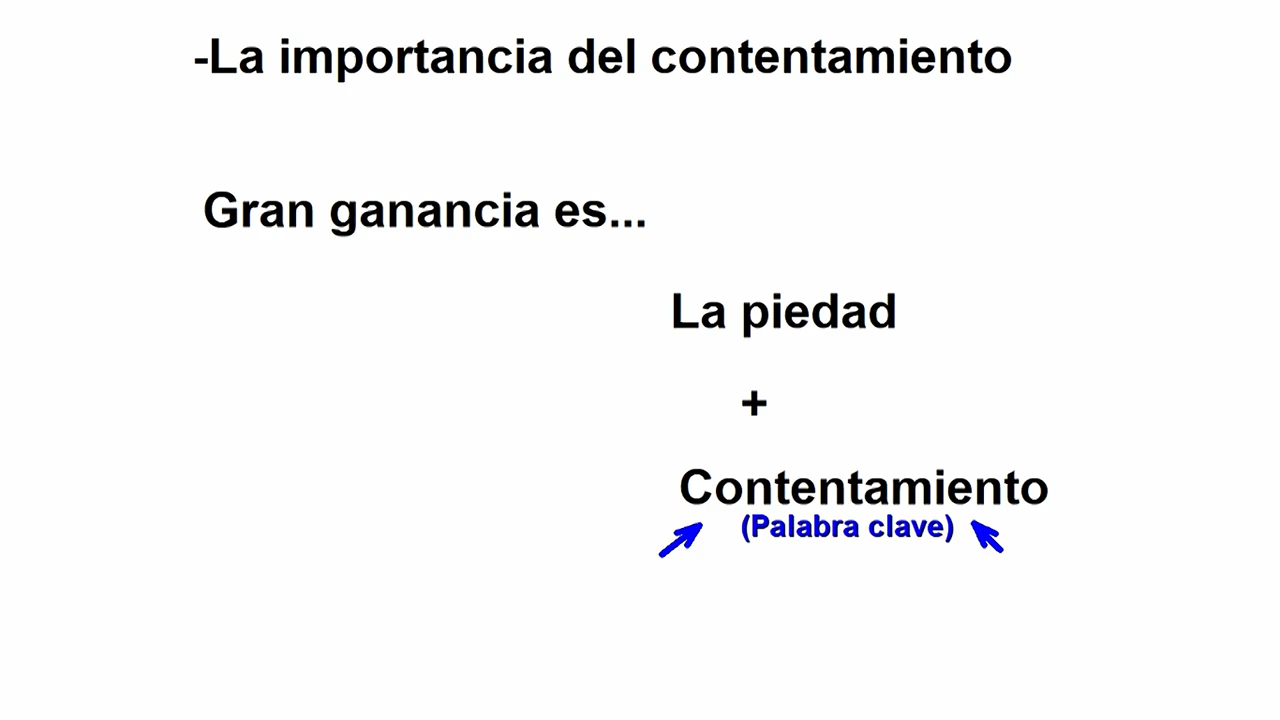 -La importancia del contentamiento
Gran ganancia es...
La piedad
+
Contentamiento
(Palabra clave)